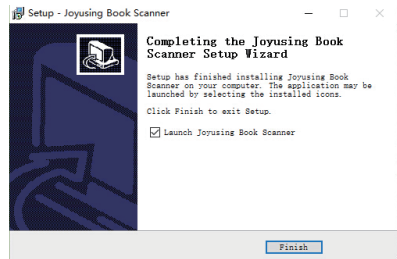 Setup - Joyusing Book Scanner
Completing the Joyusing Book
Scanner Setup Wizard
Setup has finished installing Joyusing Book
Scanner on your computer. The application may be
launched by selecting the installed icons.
Click Finish to exit Setup.
Launch Joyusing Book Scanner
Finish